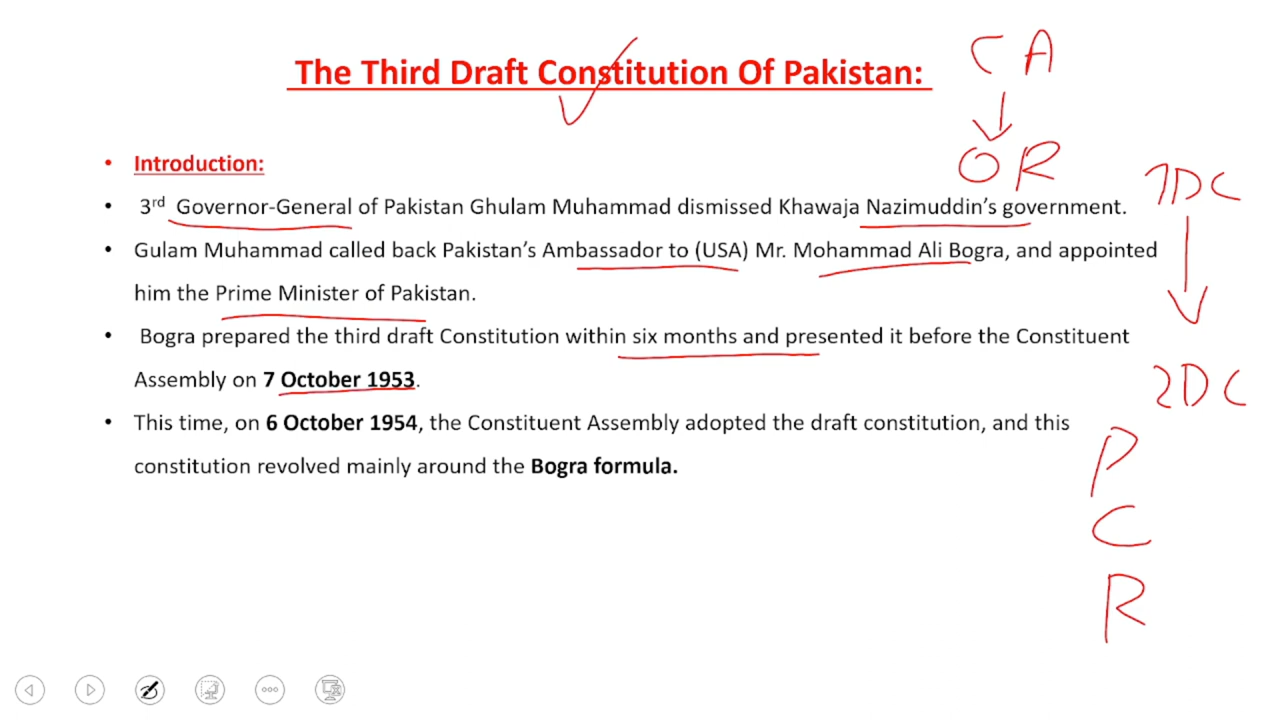 The Third Draft Constitution Of Pakistan:
C A
O R
1DC
2DC
P
C
R
• Introduction:
• 3rd Governor-General of Pakistan Ghulam Muhammad dismissed Khawaja Nazimuddin's government.
• Gulam Muhammad called back Pakistan's Ambassador to (USA) Mr. Mohammad Ali Bogra, and appointed
him the Prime Minister of Pakistan.
• Bogra prepared the third draft Constitution within six months and presented it before the Constituent
Assembly on 7 October 1953.
• This time, on 6 October 1954, the Constituent Assembly adopted the draft constitution, and this
constitution revolved mainly around the Bogra formula.